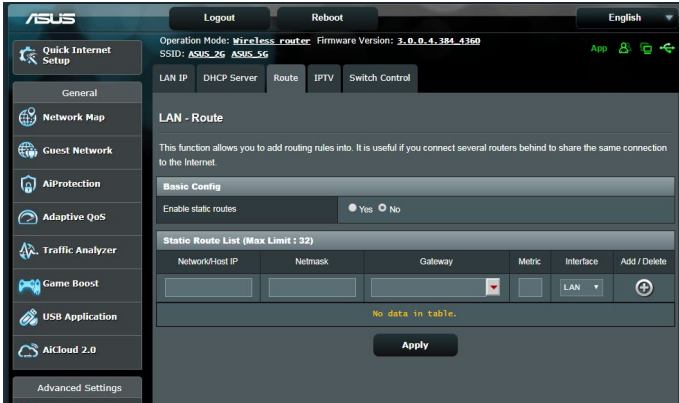 ASUS
Logout
Reboot
English
Quick Internet
Setup
Operation Mode: Wireless router Firmware Version: 3.0.0.4.384_4360
SSID: ASUS_2G ASUS_5G
App
LAN IP DHCP Server Route IPTV Switch Control
General
Network Map
Guest Network
AiProtection
Adaptive QoS
Traffic Analyzer
Game Boost
USB Application
AiCloud 2.0
Advanced Settings
LAN - Route
This function allows you to add routing rules into. It is useful if you connect several routers behind to share the same connection
to the Internet.
Basic Config
Enable static routes Yes No
Static Route List (Max Limit : 32)
Network/Host IP Netmask Gateway Metric Interface Add / Delete
LAN
No data in table.
Apply